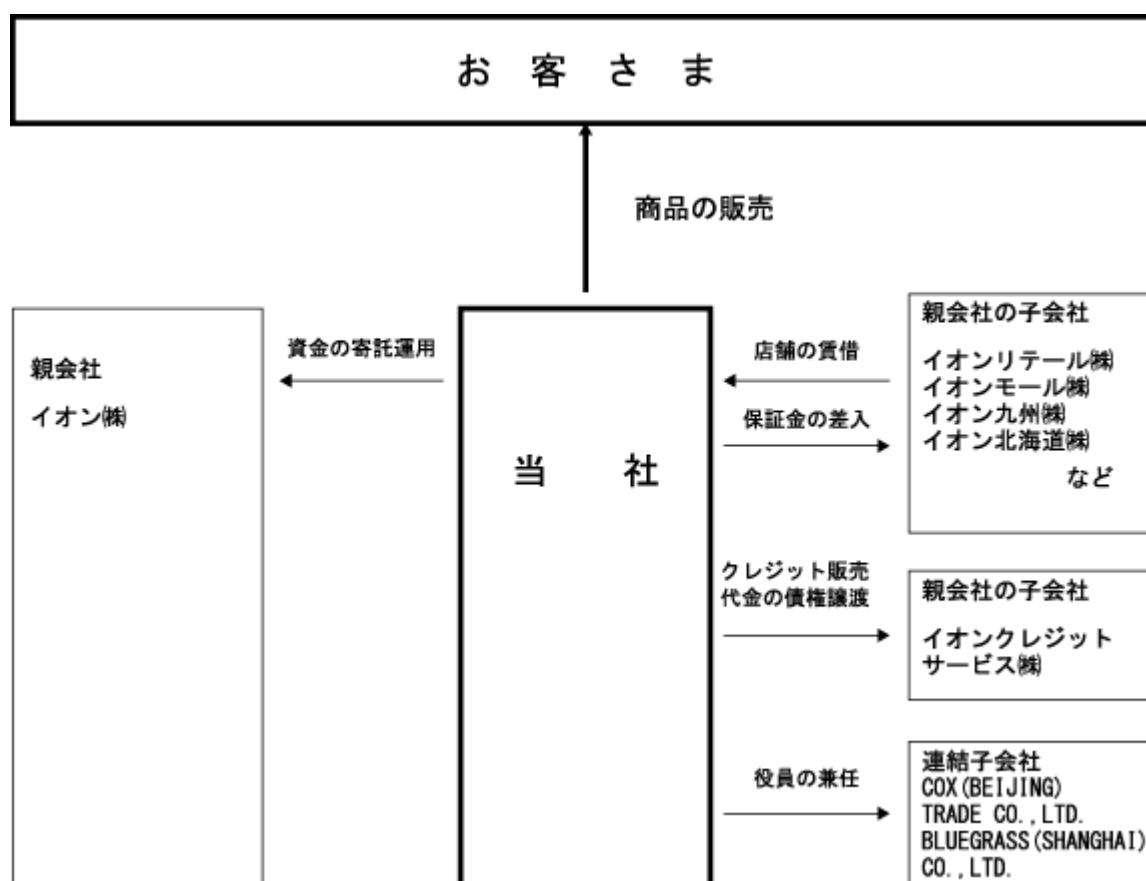 お客さま
商品の販売
親会社
イオン㈱
資金の寄託運用
当社
店舗の賃借
保証金の差入
親会社の子会社
イオンリテール㈱
イオンモール㈱
イオン九州㈱
イオン北海道㈱
など
クレジット販売
代金の債権譲渡
親会社の子会社
イオンクレジット
サービス㈱
役員の兼任
連結子会社
COX(BEIJING)
TRADE CO.,LTD.
BLUEGRASS(SHANGHAI)
CO.,LTD.